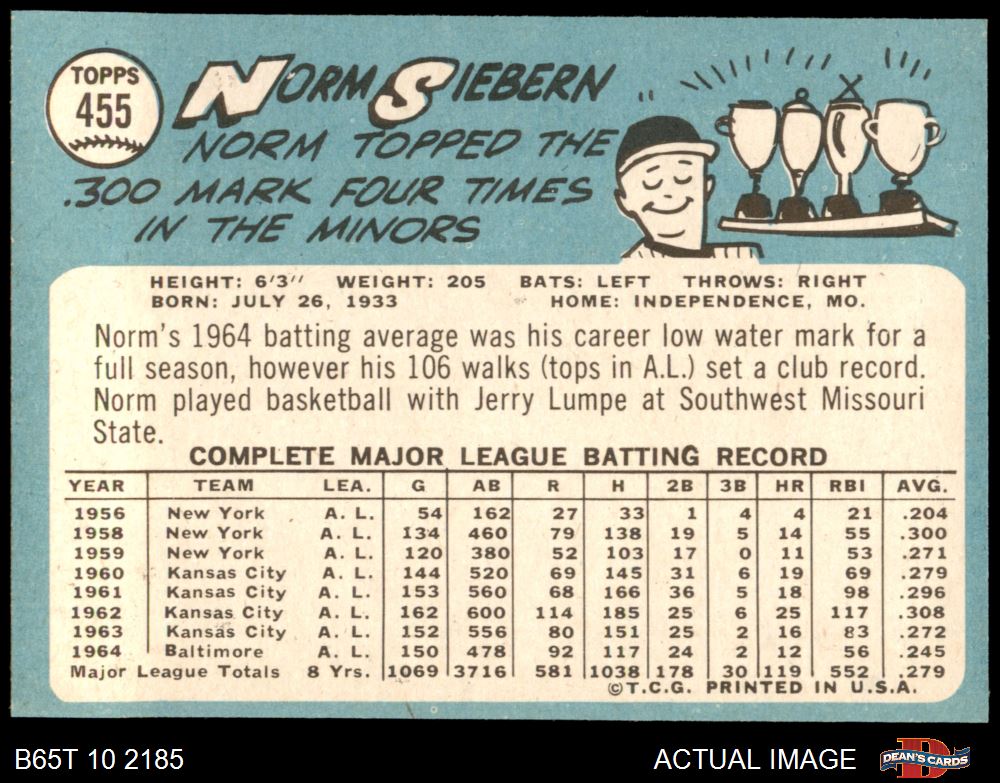 TOPPS
455
NORM SIEBERN
NORM TOPPED THE
.300 MARK FOUR TIMES
IN THE MINORS
HEIGHT: 6'3" WEIGHT: 205 BATS: LEFT THROWS: RIGHT
BORN: JULY 26, 1933 HOME: INDEPENDENCE, MO.
Norm's 1964 batting average was his career low water mark for a
full season, however his 106 walks (tops in A.L.) set a club record.
Norm played basketball with Jerry Lumpe at Southwest Missouri
State.
COMPLETE MAJOR LEAGUE BATTING RECORD
YEAR TEAM LEA. G AB R H 2B 3B HR RBI AVG.
1956 New York A. L. 54 162 27 33 1 4 4 21 .204
1958 New York A. L. 134 460 79 138 19 5 14 55 .300
1959 New York A. L. 120 380 52 103 17 0 11 53 .271
1960 Kansas City A. L. 144 520 69 145 31 6 19 69 .279
1961 Kansas City A. L. 153 560 68 166 36 5 18 98 .296
1962 Kansas City A. L. 162 600 114 185 25 6 25 117 .308
1963 Kansas City A. L. 152 556 80 151 25 2 16 83 .272
1964 Baltimore A. L. 150 478 92 117 24 2 12 56 .245
Major League Totals 8 Yrs. 1069 3716 581 1038 178 30 119 552 .279
©T.C.G. PRINTED IN U.S.A.
B65T 10 2185 ACTUAL IMAGE DEAN'S CARDS